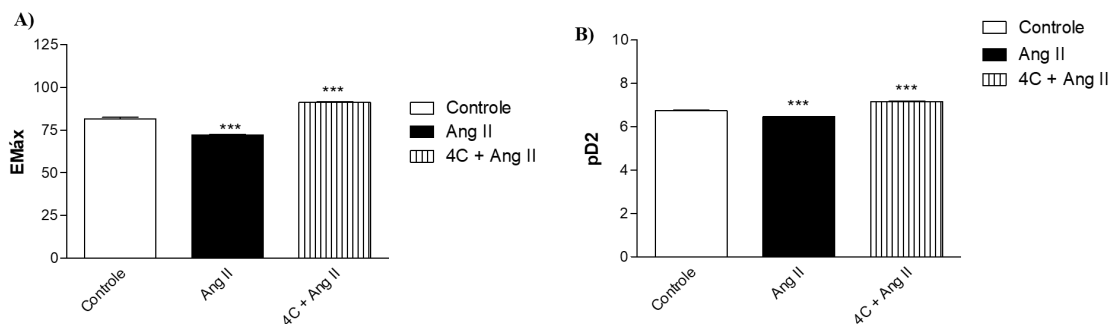 A)
125
100
75
50
25
0
EMáx
***
***
Controle
Ang II
4C + Ang II
Controle
Ang II
4C + Ang II
B)
10
8
6
4
2
0
pD2
***
***
Controle
Ang II
4C + Ang II
Controle
Ang II
4C + Ang II